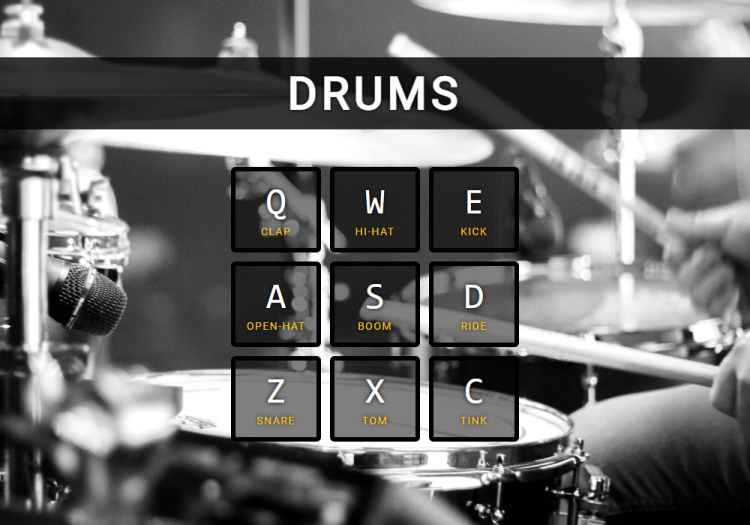 DRUMS
Q W E
CLAP HI-HAT KICK
A S D
OPEN-HAT BOOM RIDE
Z X C
SNARE TOM TINK